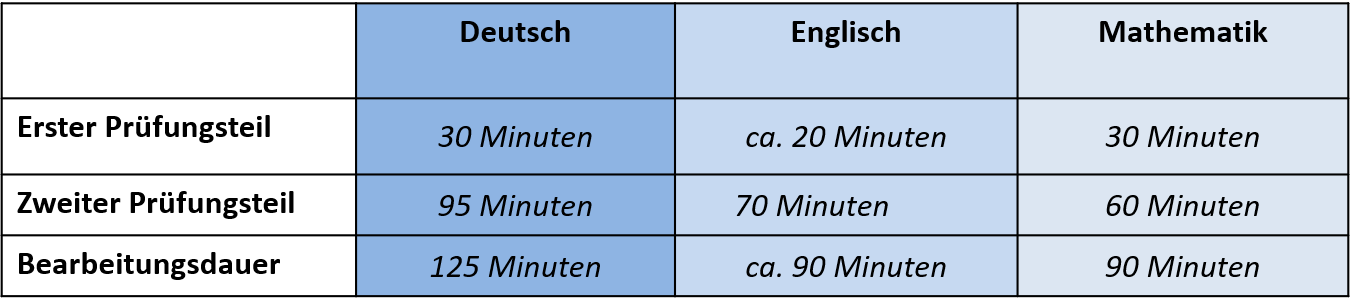 Deutsch Englisch Mathematik
Erster Prüfungsteil 30 Minuten ca. 20 Minuten 30 Minuten
Zweiter Prüfungsteil 95 Minuten 70 Minuten 60 Minuten
Bearbeitungsdauer 125 Minuten ca. 90 Minuten 90 Minuten